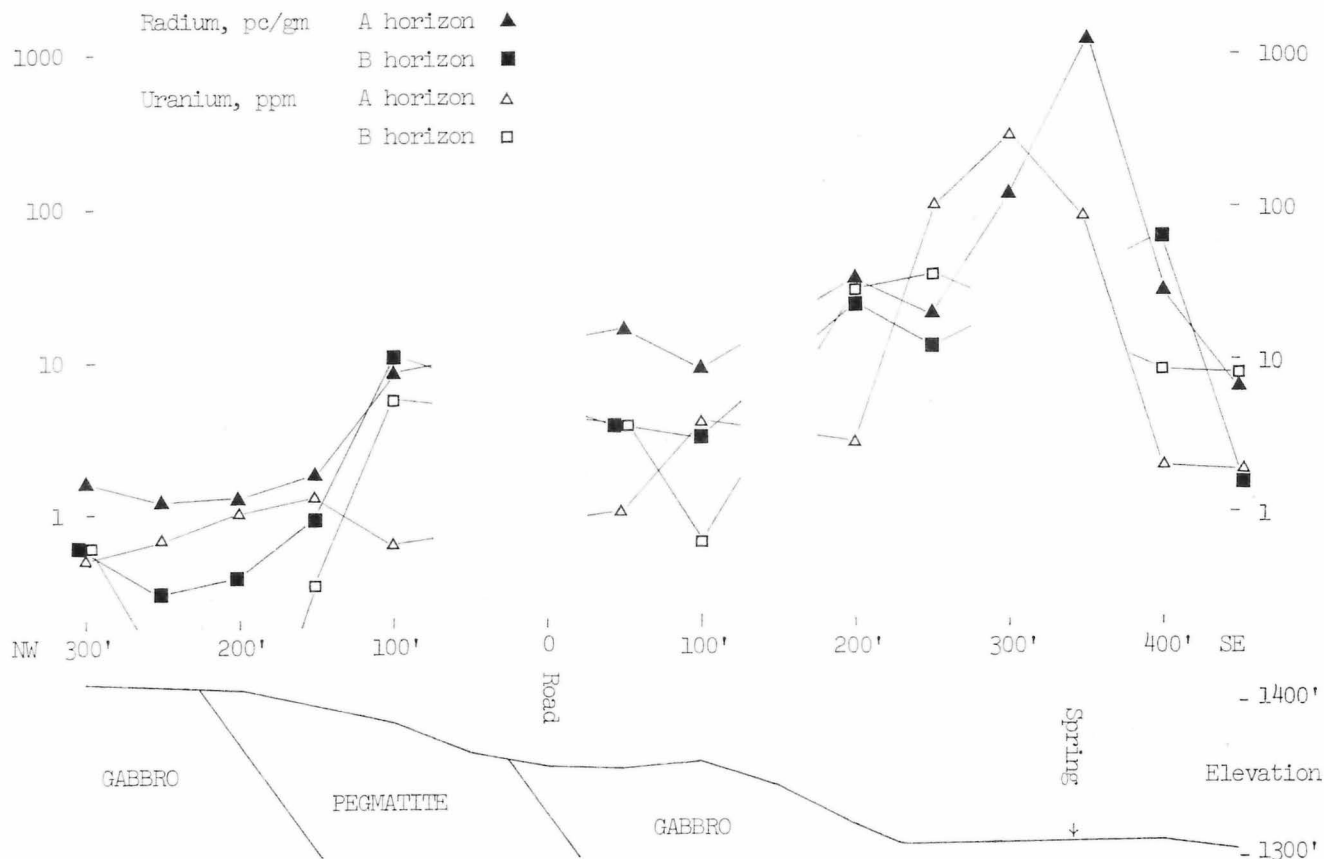 Radium, pc/gm A horizon ▲
B horizon ■
Uranium, ppm A horizon △
B horizon □
1000 1000
100 100
10 10
1 1
NW 300' 200' 100' 0 100' 200' 300' 400' SE
Road
Spring
1400'
Elevation
1300'
GABBRO
PEGMATITE
GABBRO